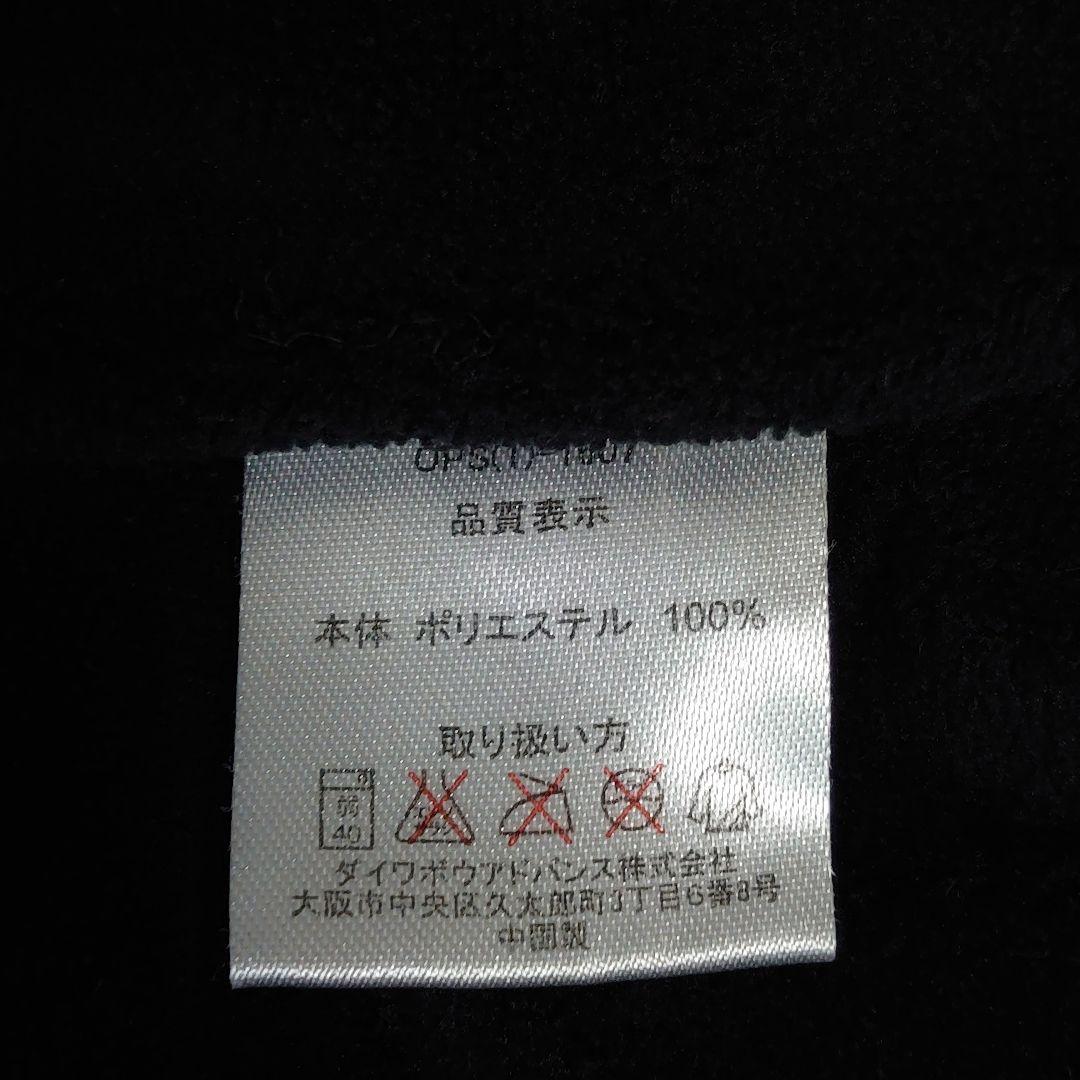 OPS(T)-1607
品質表示
本体 ポリエステル 100%
取り扱い方
弱
40
ダイワボウアドバンス株式会社
大阪市中央区久太郎町3丁目6番8号
中国製